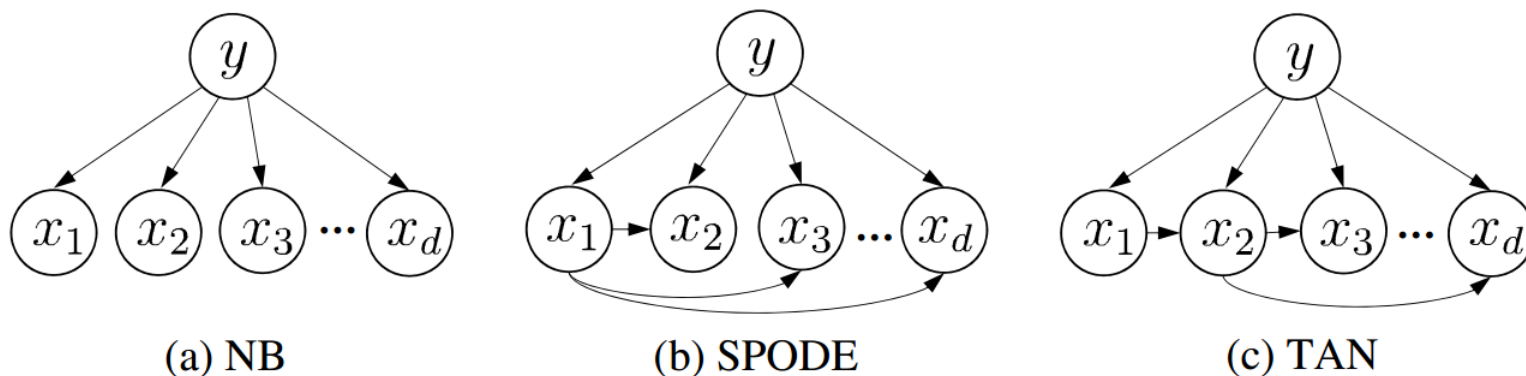 y y y
x1 x2 x3 ... xd x1 x2 x3 ... xd x1 x2 x3 ... xd
(a) NB (b) SPODE (c) TAN